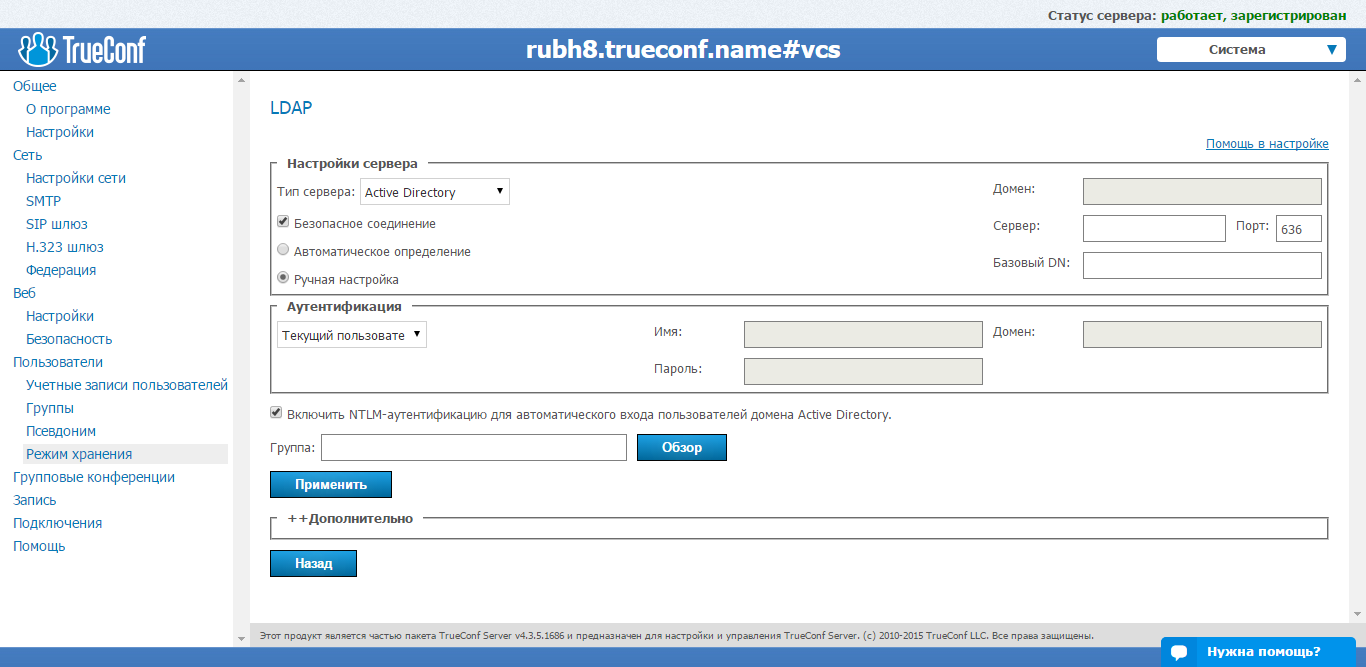 Статус сервера: работает, зарегистрирован
TrueConf
rubh8.trueconf.name#vcs
Система
Общее
О программе
Настройки
Сеть
Настройки сети
SMTP
SIP шлюз
H.323 шлюз
Федерация
Веб
Настройки
Безопасность
Пользователи
Учетные записи пользователей
Группы
Псевдоним
Режим хранения
Групповые конференции
Запись
Подключения
Помощь
LDAP
Помощь в настройке
Настройки сервера
Тип сервера: Active Directory
Домен:
Безопасное соединение
Сервер: Порт: 636
Автоматическое определение
Базовый DN:
Ручная настройка
Аутентификация
Текущий пользовате
Имя: Домен:
Пароль:
Включить NTLM-аутентификацию для автоматического входа пользователей домена Active Directory.
Группа: Обзор
Применить
++Дополнительно
Назад
Этот продукт является частью пакета TrueConf Server v4.3.5.1686 и предназначен для настройки и управления TrueConf Server. (c) 2010-2015 TrueConf LLC. Все права защищены.
Нужна помощь?